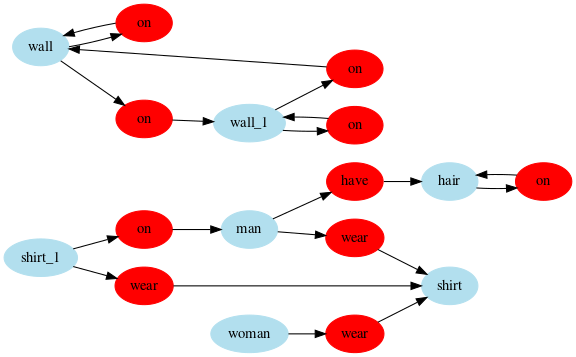 on
wall
on
on
wall_1
on
have
hair
on
on
man
wear
shirt_1
wear
shirt
woman
wear